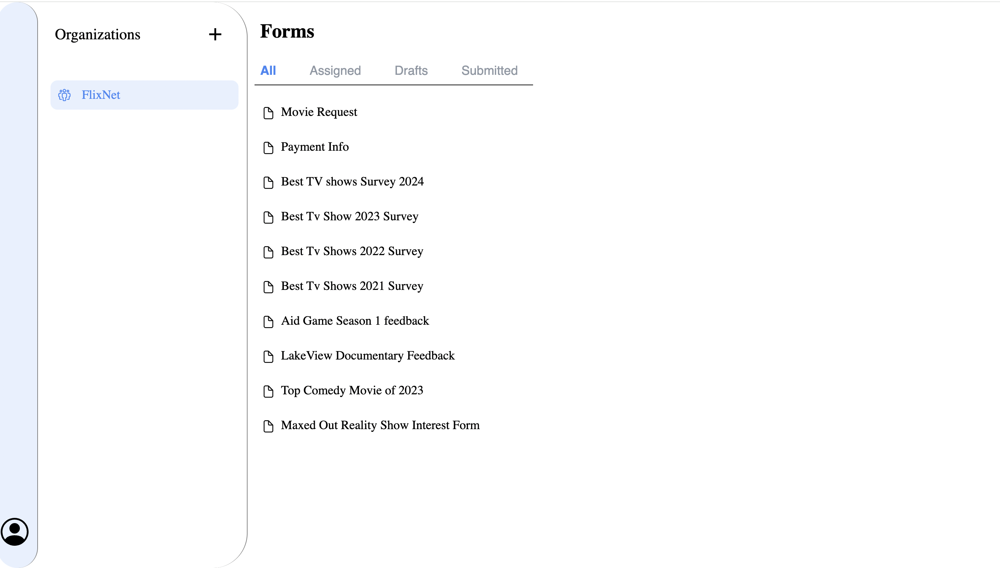 Organizations
FlixNet
Forms
All Assigned Drafts Submitted
Movie Request
Payment Info
Best TV shows Survey 2024
Best Tv Show 2023 Survey
Best Tv Shows 2022 Survey
Best Tv Shows 2021 Survey
Aid Game Season 1 feedback
LakeView Documentary Feedback
Top Comedy Movie of 2023
Maxed Out Reality Show Interest Form